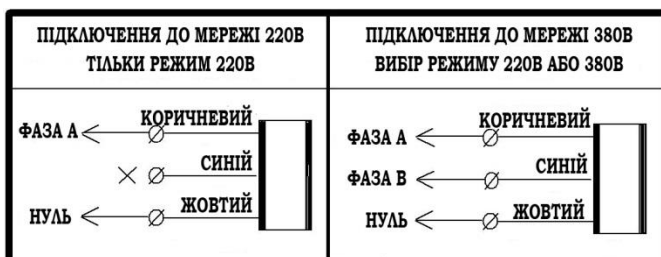 ПІДКЛЮЧЕННЯ ДО МЕРЕЖІ 220В
ТІЛЬКИ РЕЖИМ 220В
ФАЗА А
КОРИЧНЕВИЙ
СИНІЙ
ЖОВТИЙ
НУЛЬ
ПІДКЛЮЧЕННЯ ДО МЕРЕЖІ 380В
ВИБІР РЕЖИМУ 220В АБО 380В
КОРИЧНЕВИЙ
ФАЗА А
СИНІЙ
ФАЗА В
ЖОВТИЙ
НУЛЬ